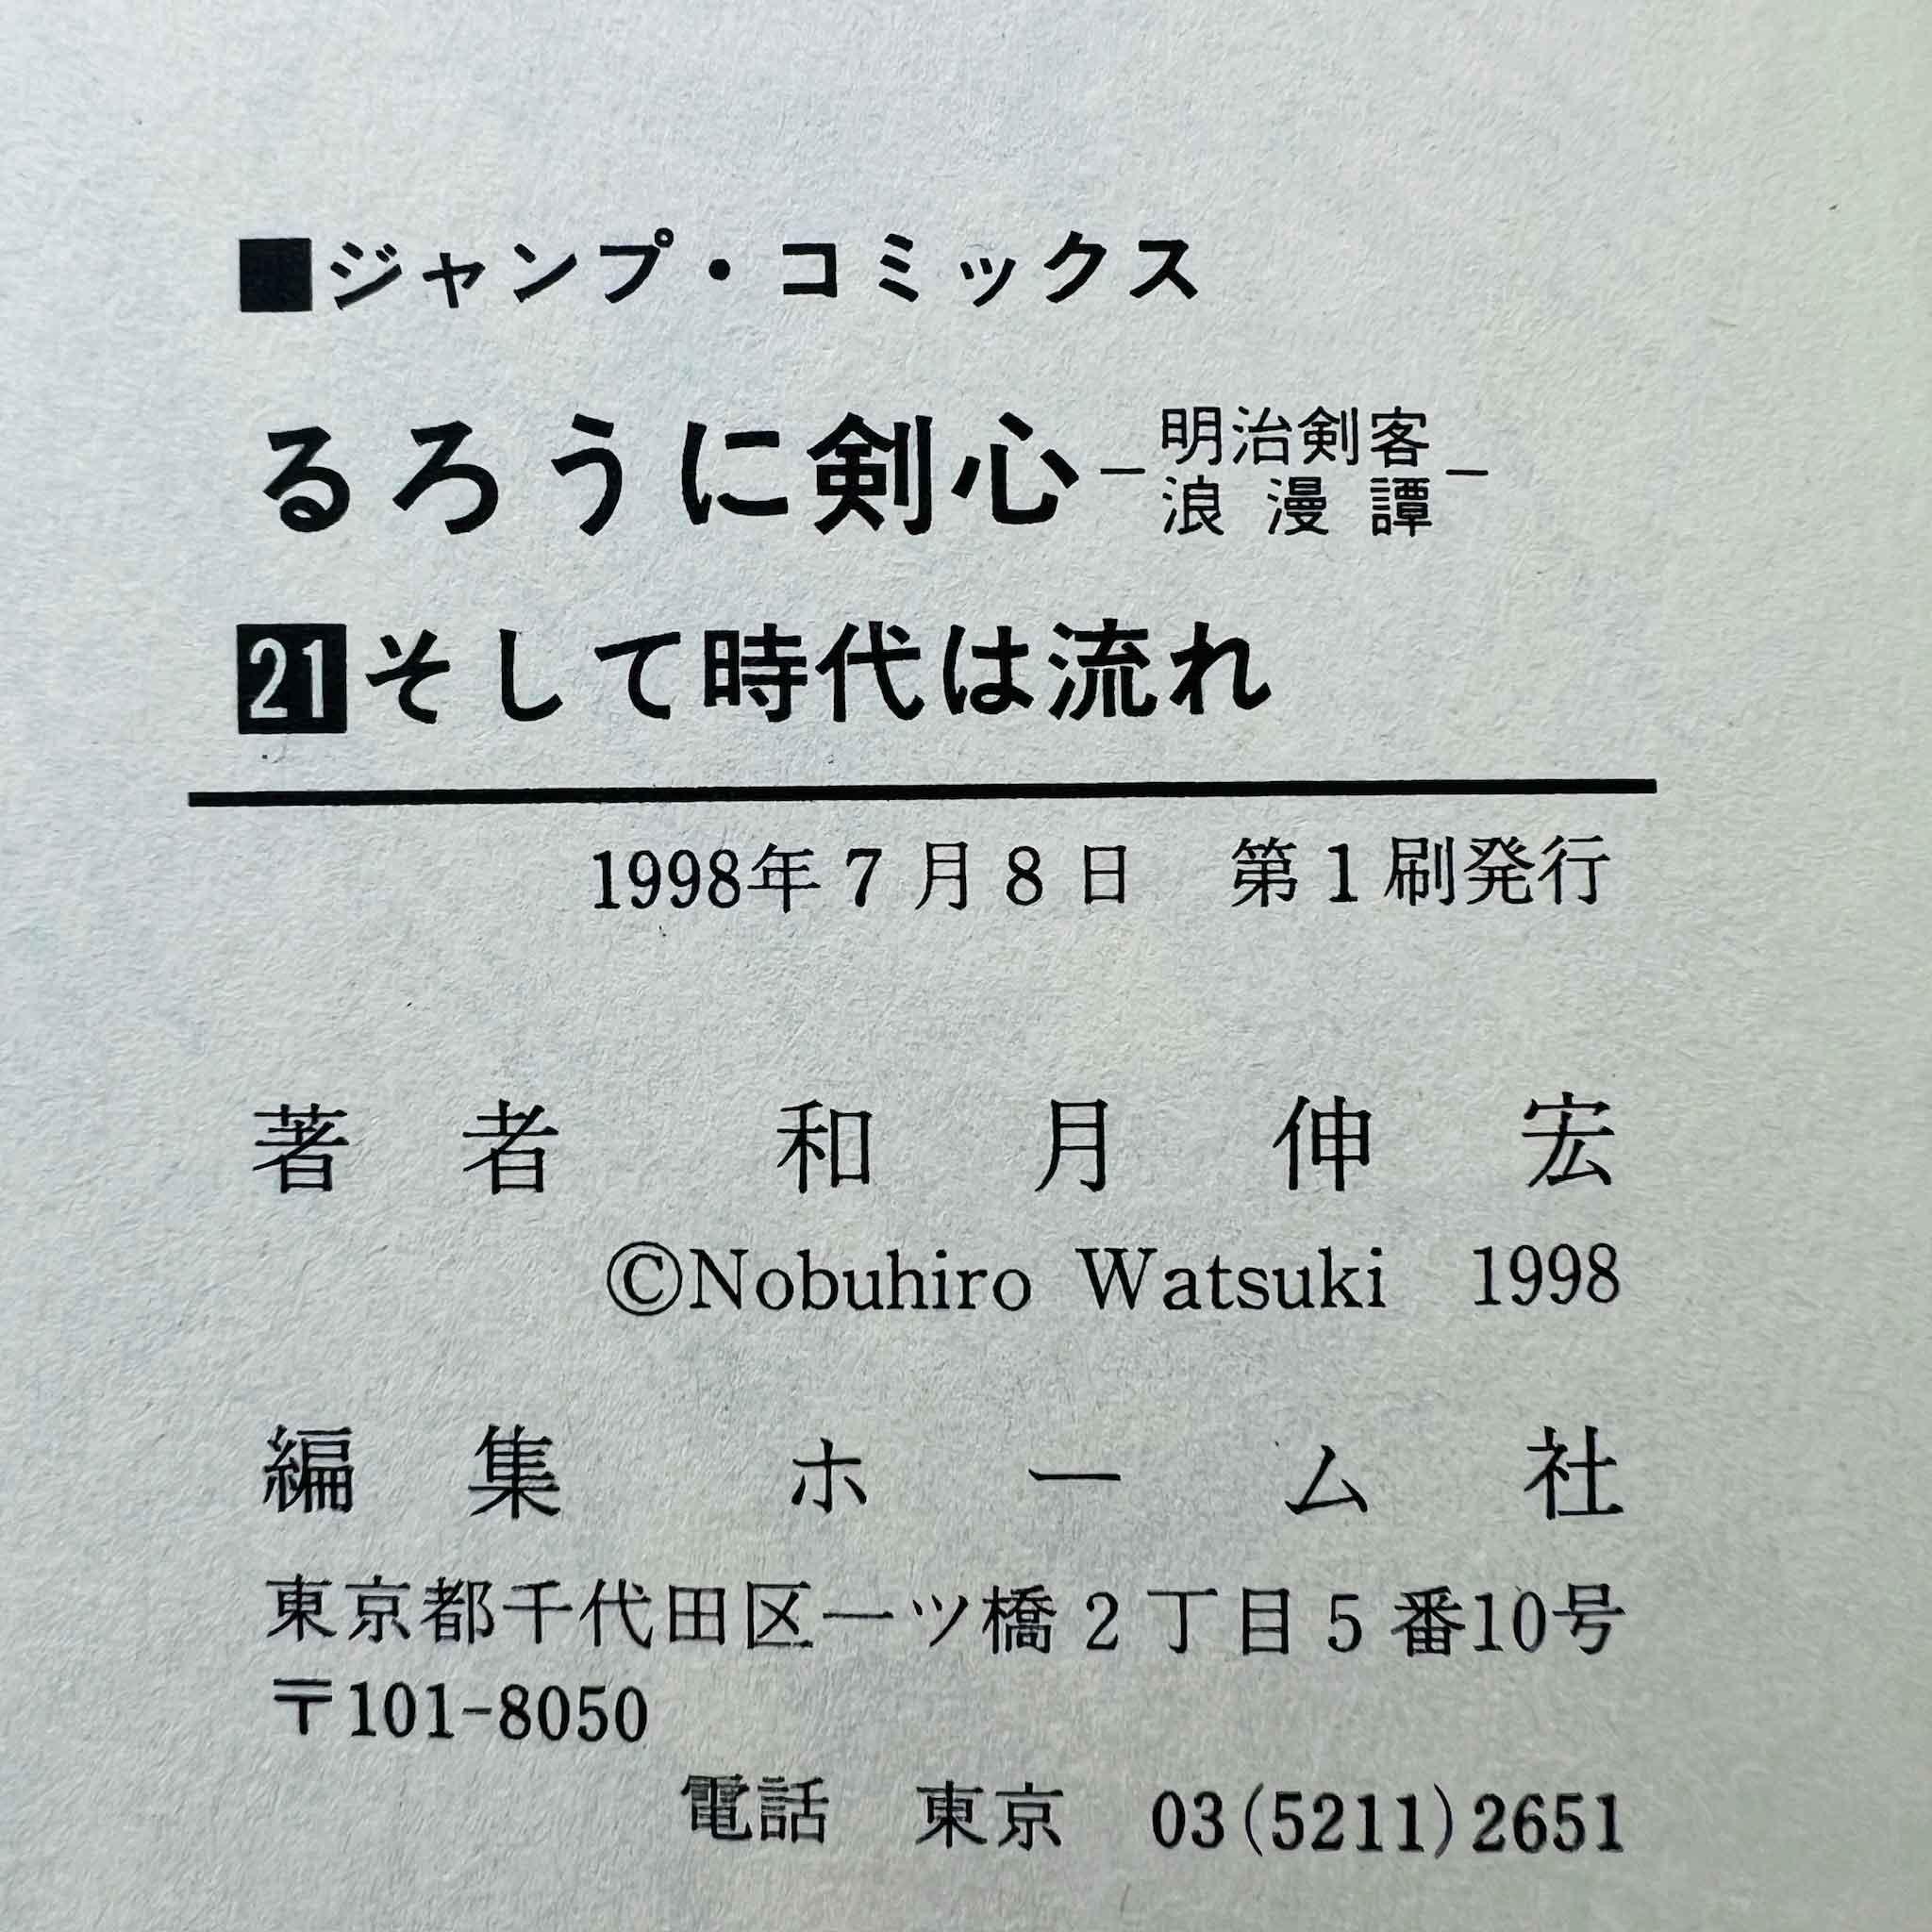 ■ジャンプ・コミックス
るろうに剣心－明治剣客浪漫譚－
21そして時代は流れ
1998年7月8日　第1刷発行
著者　和月伸宏
©Nobuhiro Watsuki 1998
編集　ホーム社
東京都千代田区一ツ橋2丁目5番10号
〒101-8050
電話　東京　03(5211)2651